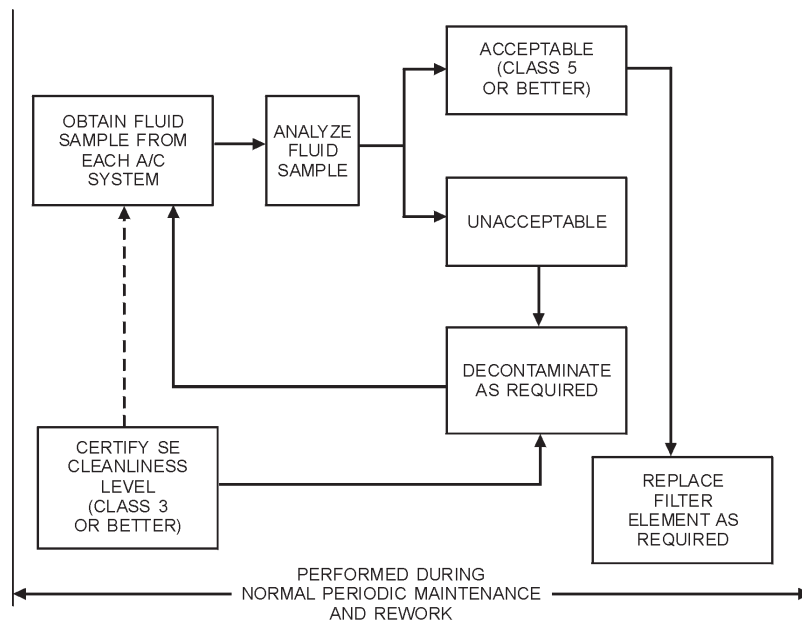 ACCEPTABLE
(CLASS 5
OR BETTER)
OBTAIN FLUID
SAMPLE FROM
EACH A/C
SYSTEM
ANALYZE
FLUID
SAMPLE
UNACCEPTABLE
DECONTAMINATE
AS REQUIRED
CERTIFY SE
CLEANLINESS
LEVEL
(CLASS 3
OR BETTER)
REPLACE
FILTER
ELEMENT AS
REQUIRED
PERFORMED DURING
NORMAL PERIODIC MAINTENANCE
AND REWORK